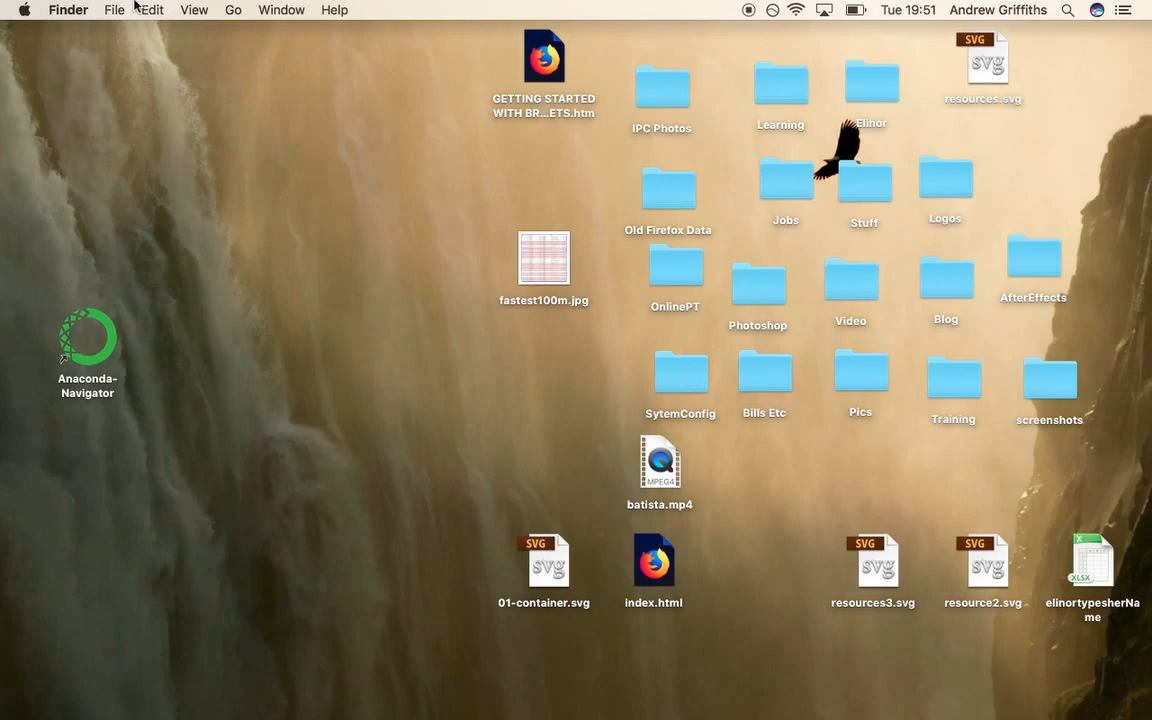 Finder File Edit View Go Window Help Tue 19:51 Andrew Griffiths
GETTING STARTED
WITH BR...ETS.htm
IPC Photos
Learning
Elinor
SVG
svg
resources.svg
Old Firefox Data
Jobs
Stuff
Logos
fastest100m.jpg
OnlinePT
Photoshop
Video
Blog
AfterEffects
Anaconda-
Navigator
SytemConfig
Bills Etc
Pics
Training
screenshots
MPEG4
batista.mp4
SVG
svg
01-container.svg
index.html
SVG
svg
resources3.svg
SVG
svg
resource2.svg
X
XLSX
elinortypesherNa
me